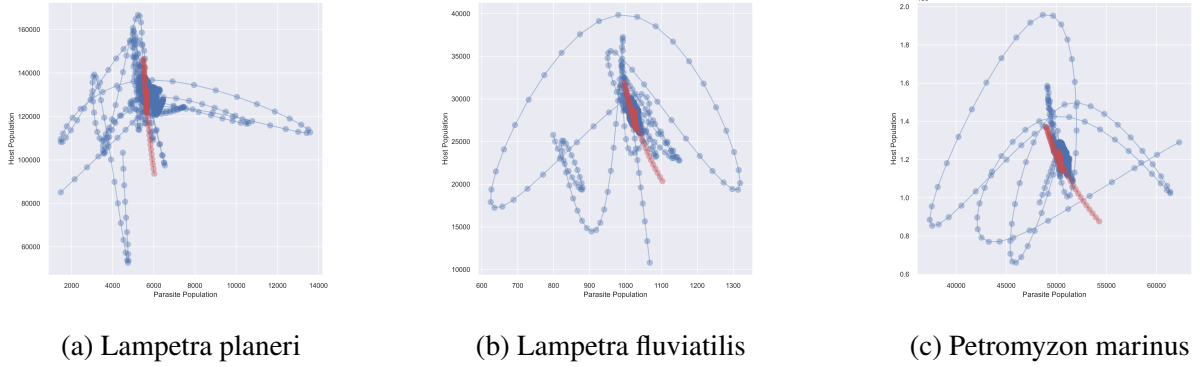 160000
140000
120000
100000
80000
60000
Host Population
2000 4000 6000 8000 10000 12000 14000
Parasite Population
(a) Lampetra planeri
40000
35000
30000
25000
20000
15000
10000
Host Population
600 700 800 900 1000 1100 1200 1300
Parasite Population
(b) Lampetra fluviatilis
2.0
1.8
1.6
1.4
1.2
1.0
0.8
0.6
Host Population
40000 45000 50000 55000 60000
Parasite Population
(c) Petromyzon marinus